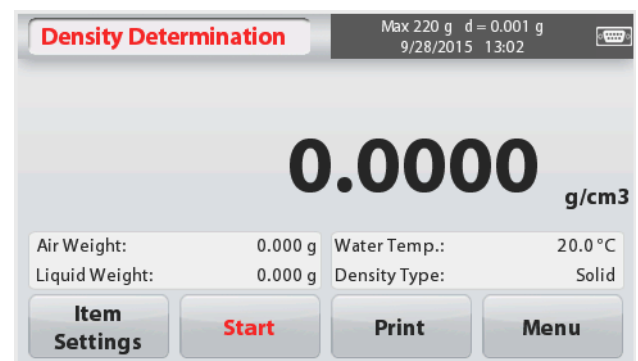 Density Determination
Max 220 g d = 0.001 g
9/28/2015 13:02
0.0000
g/cm3
Air Weight: 0.000 g
Water Temp.: 20.0 °C
Liquid Weight: 0.000 g
Density Type: Solid
Item Settings
Start
Print
Menu